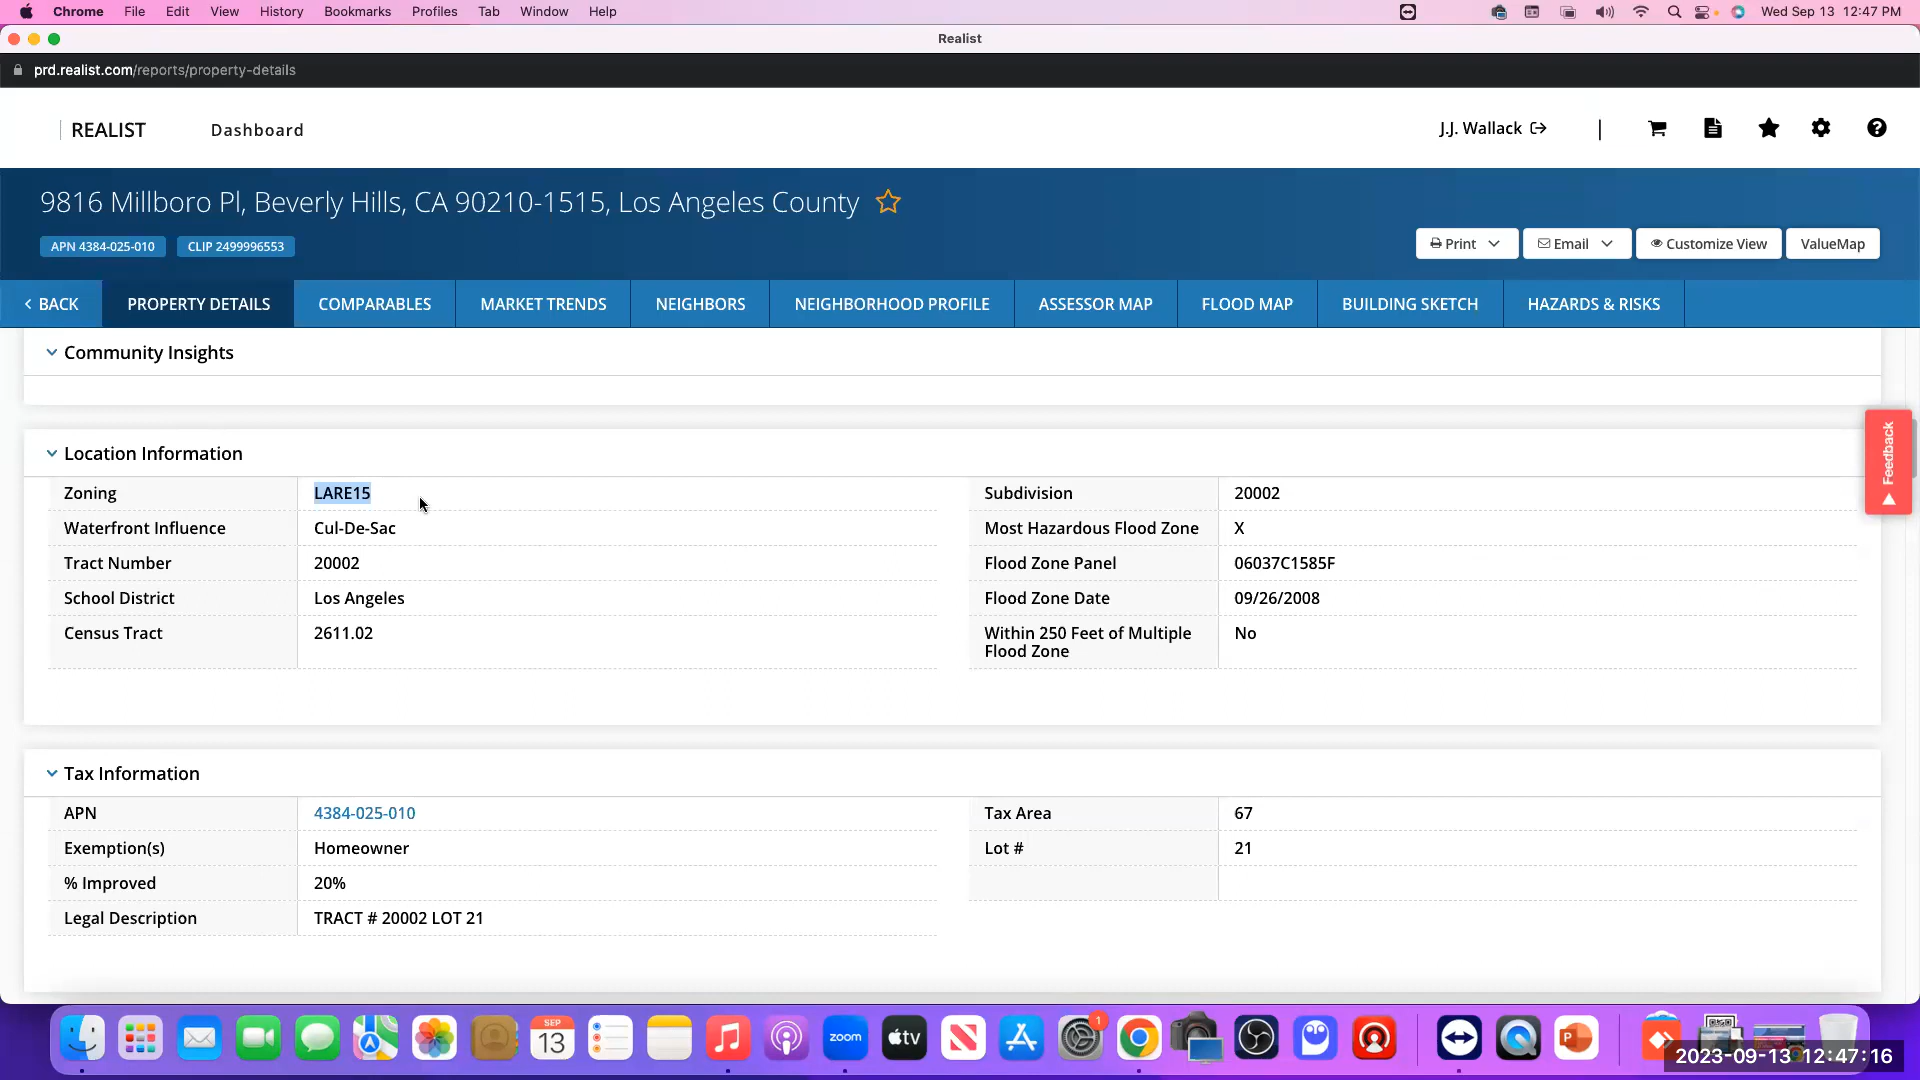 Chrome File Edit View History Bookmarks Profiles Tab Window Help Wed Sep 13 12:47 PM
Realist
prd.realist.com/reports/property-details
REALIST Dashboard J.J. Wallack
9816 Millboro Pl, Beverly Hills, CA 90210-1515, Los Angeles County
APN 4384-025-010 CLIP 2499996553 Print Email Customize View ValueMap
BACK PROPERTY DETAILS COMPARABLES MARKET TRENDS NEIGHBORS NEIGHBORHOOD PROFILE ASSESSOR MAP FLOOD MAP BUILDING SKETCH HAZARDS & RISKS
Community Insights
Feedback
Location Information
Zoning LARE15 Subdivision 20002
Waterfront Influence Cul-De-Sac Most Hazardous Flood Zone X
Tract Number 20002 Flood Zone Panel 06037C1585F
School District Los Angeles Flood Zone Date 09/26/2008
Census Tract 2611.02 Within 250 Feet of Multiple No
Flood Zone
Tax Information
APN 4384-025-010 Tax Area 67
Exemption(s) Homeowner Lot # 21
% Improved 20%
Legal Description TRACT # 20002 LOT 21
SEP 1
13 zoom tv
2023-09-13 12:47:16